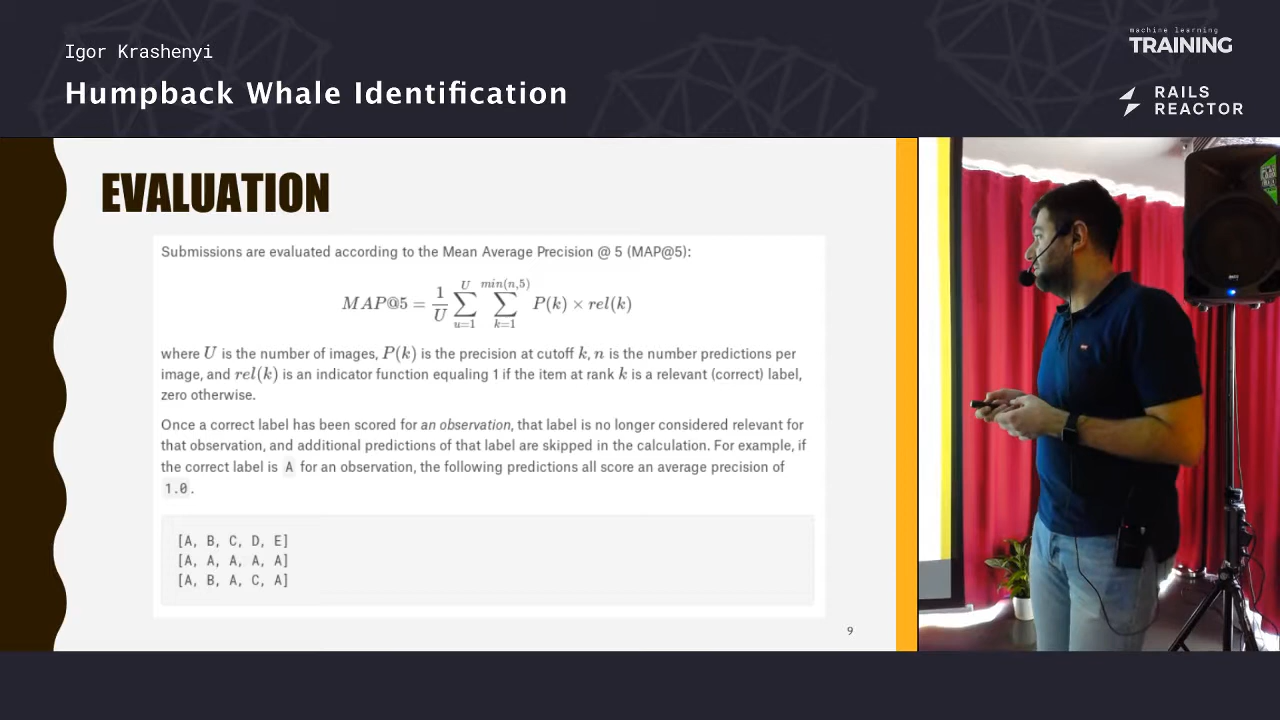 Igor Krashenyi
Humpback Whale Identification
machine learning
TRAINING
RAILS
REACTOR
EVALUATION
Submissions are evaluated according to the Mean Average Precision @ 5 (MAP@5):
MAP@5 = \frac{1}{U} \sum_{u=1}^{U} \sum_{k=1}^{min(n,5)} P(k) × rel(k)
where U is the number of images, P(k) is the precision at cutoff k, n is the number predictions per
image, and rel(k) is an indicator function equaling 1 if the item at rank k is a relevant (correct) label,
zero otherwise.
Once a correct label has been scored for an observation, that label is no longer considered relevant for
that observation, and additional predictions of that label are skipped in the calculation. For example, if
the correct label is A for an observation, the following predictions all score an average precision of
1.0.
[A, B, C, D, E]
[A, A, A, A, A]
[A, B, A, C, A]
9